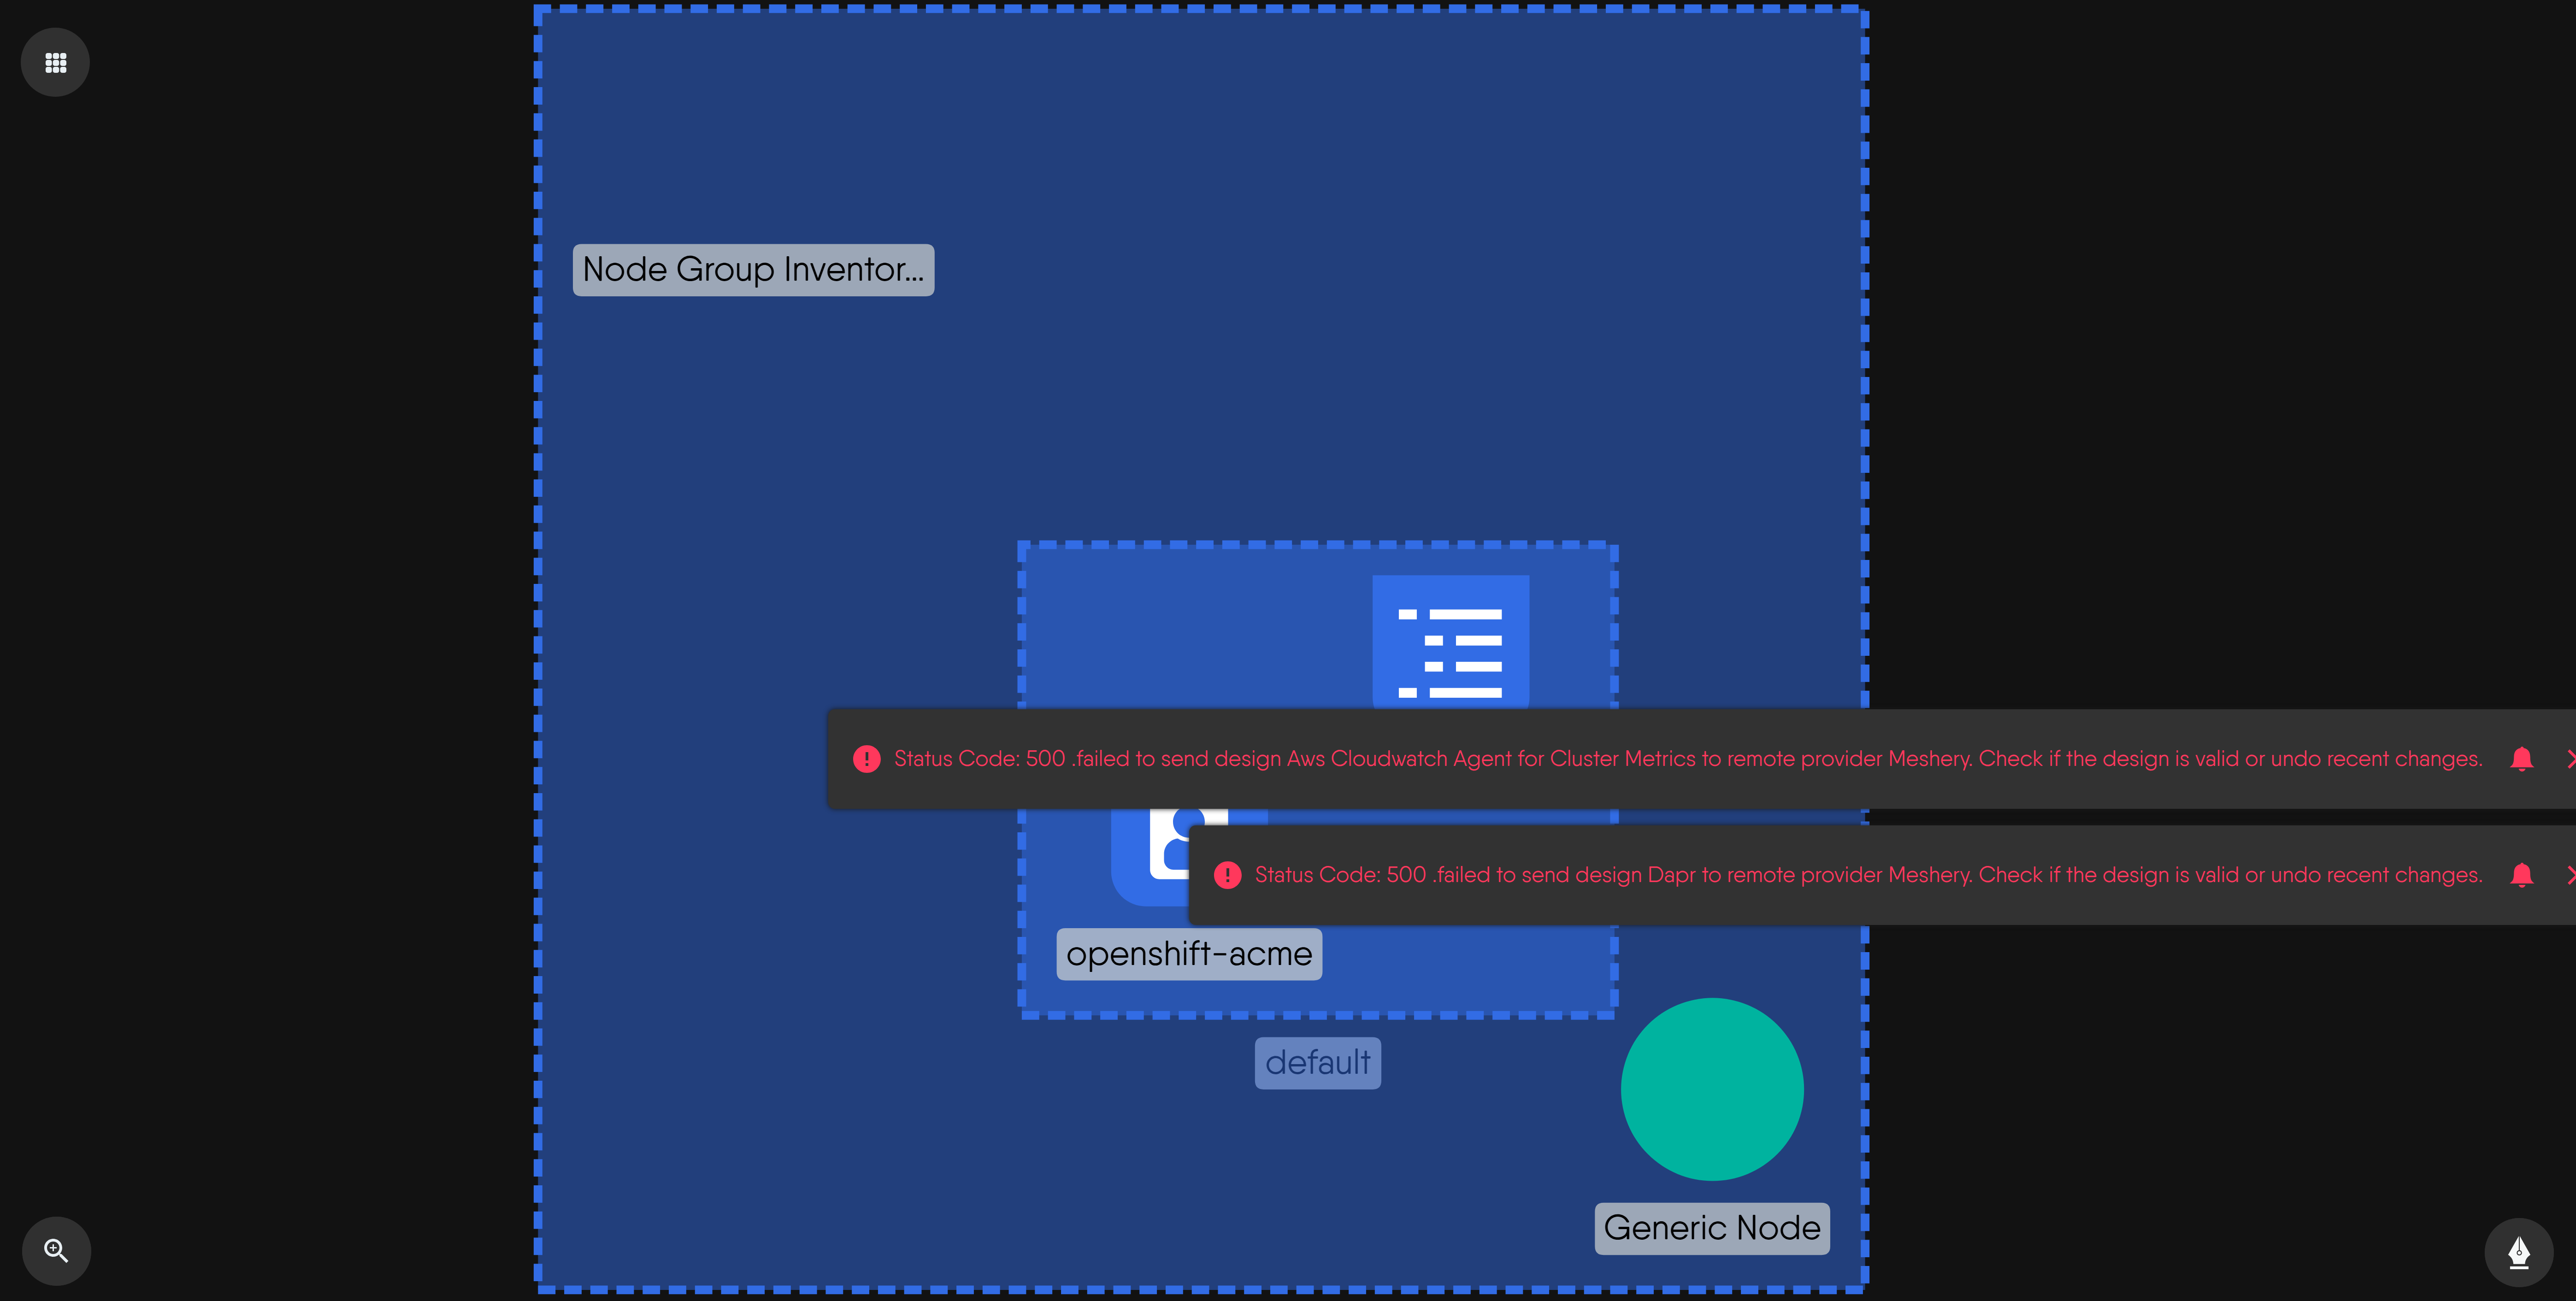 Node Group Inventor...
Status Code: 500 .failed to send design Aws Cloudwatch Agent for Cluster Metrics to remote provider Meshery. Check if the design is valid or undo recent changes.
Status Code: 500 .failed to send design Dapr to remote provider Meshery. Check if the design is valid or undo recent changes.
openshift-acme
default
Generic Node